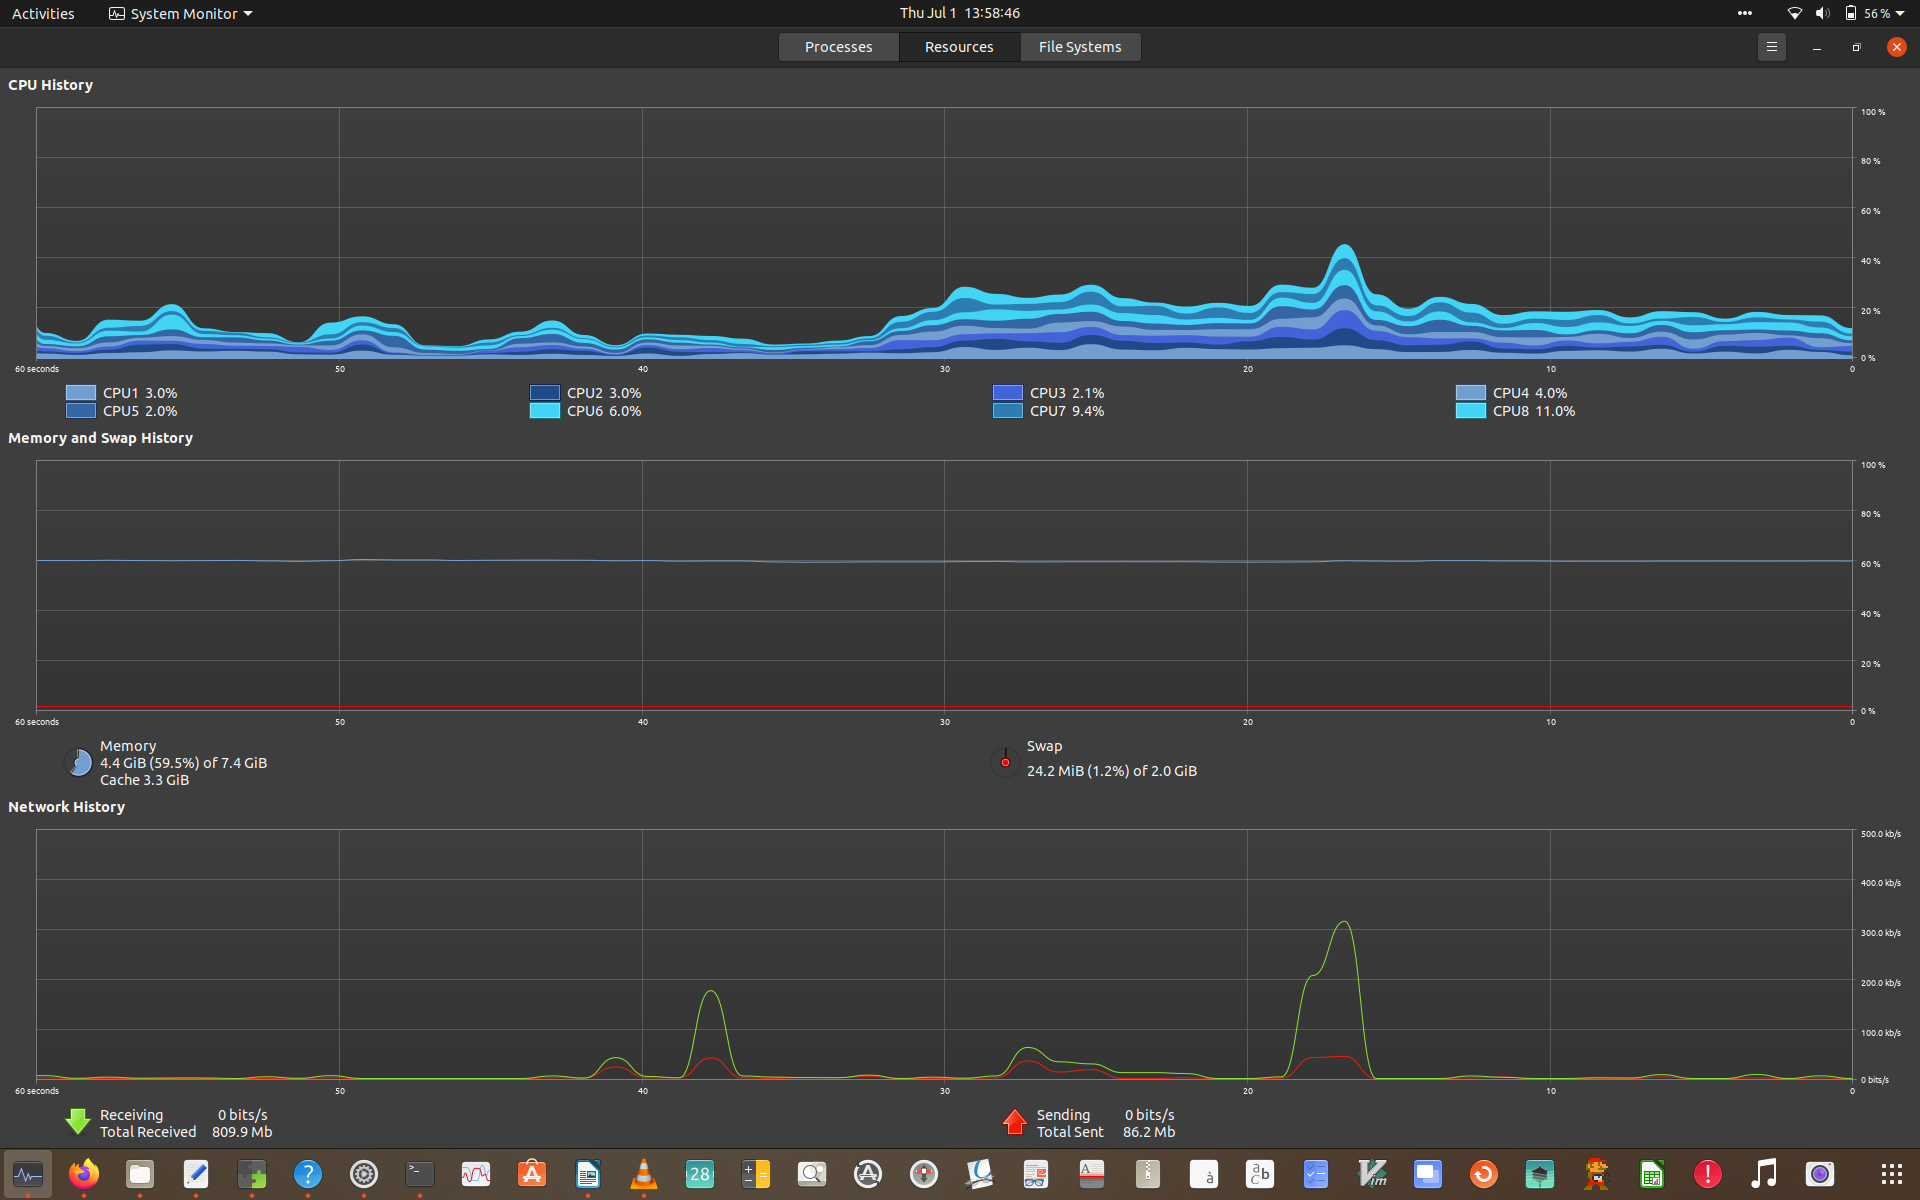 Activities System Monitor Thu Jul 1 13:58:46 56 %
Processes Resources File Systems
CPU History
100 %
80 %
60 %
40 %
20 %
0 %
60 seconds 50 40 30 20 10 0
CPU1 3.0% CPU2 3.0% CPU3 2.1% CPU4 4.0%
CPU5 2.0% CPU6 6.0% CPU7 9.4% CPU8 11.0%
Memory and Swap History
100 %
80 %
60 %
40 %
20 %
0 %
60 seconds 50 40 30 20 10 0
Memory
4.4 GiB (59.5%) of 7.4 GiB
Cache 3.3 GiB
Swap
24.2 MiB (1.2%) of 2.0 GiB
Network History
500.0 kb/s
400.0 kb/s
300.0 kb/s
200.0 kb/s
100.0 kb/s
0 bits/s
60 seconds 50 40 30 20 10 0
Receiving 0 bits/s
Total Received 809.9 Mb
Sending 0 bits/s
Total Sent 86.2 Mb
? >_ A 28 A A à a b c Vim !